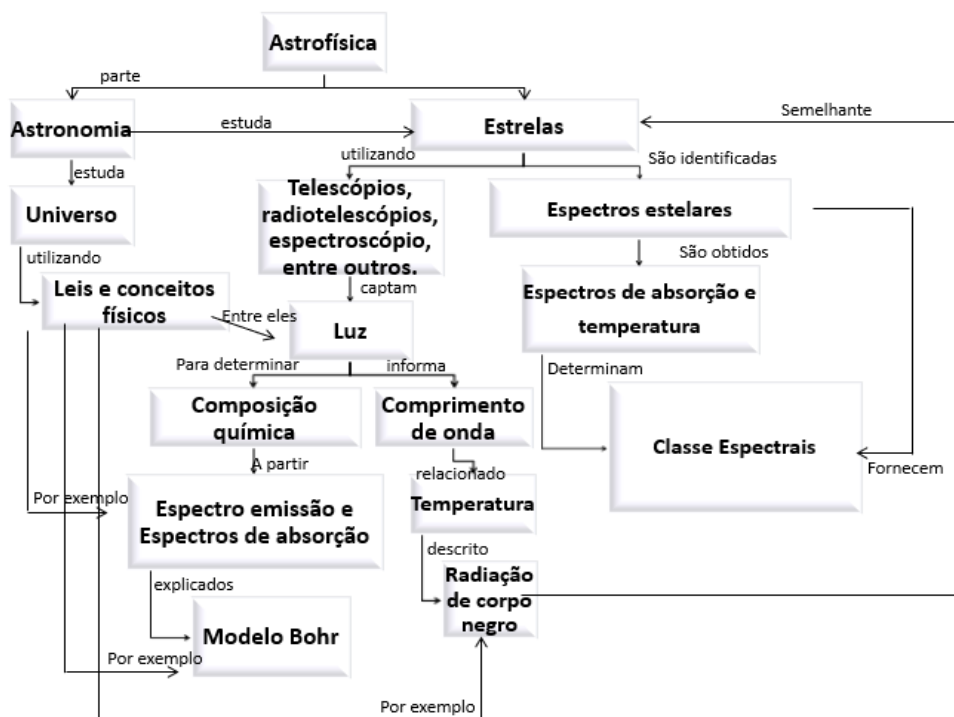 Astrofísica
parte
Astronomia
estuda
Estrelas
Semelhante
estuda
utilizando
São identificadas
Universo
Telescópios,
radiotelescópios,
espectroscópio,
entre outros.
Espectros estelares
utilizando
São obtidos
Leis e conceitos
físicos
captam
Espectros de absorção e
temperatura
Entre eles
Luz
Para determinar
informa
Determinam
Composição
química
Comprimento
de onda
Classe Espectrais
A partir
relacionado
Fornecem
Por exemplo
Espectro emissão e
Espectros de absorção
Temperatura
explicados
descrito
Radiação
de corpo
negro
Modelo Bohr
Por exemplo
Por exemplo